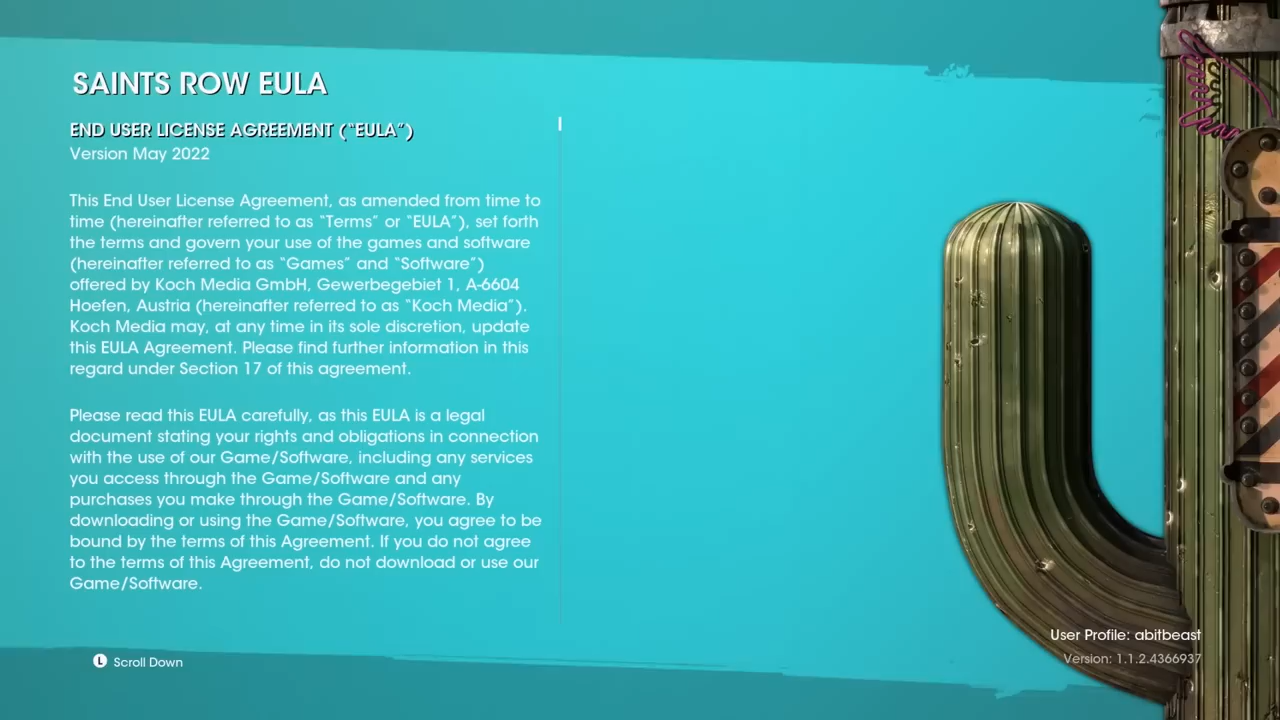 SAINTS ROW EULA
END USER LICENSE AGREEMENT (“EULA”)
Version May 2022
This End User License Agreement, as amended from time to
time (hereinafter referred to as “Terms” or “EULA”), set forth
the terms and govern your use of the games and software
(hereinafter referred to as “Games” and “Software”)
offered by Koch Media GmbH, Gewerbegebiet 1, A-6604
Hoefen, Austria (hereinafter referred to as “Koch Media”).
Koch Media may, at any time in its sole discretion, update
this EULA Agreement. Please find further information in this
regard under Section 17 of this agreement.
Please read this EULA carefully, as this EULA is a legal
document stating your rights and obligations in connection
with the use of our Game/Software, including any services
you access through the Game/Software and any
purchases you make through the Game/Software. By
downloading or using the Game/Software, you agree to be
bound by the terms of this Agreement. If you do not agree
to the terms of this Agreement, do not download or use our
Game/Software.
L Scroll Down
User Profile: abitbeast
Version: 1.1.2.4366937